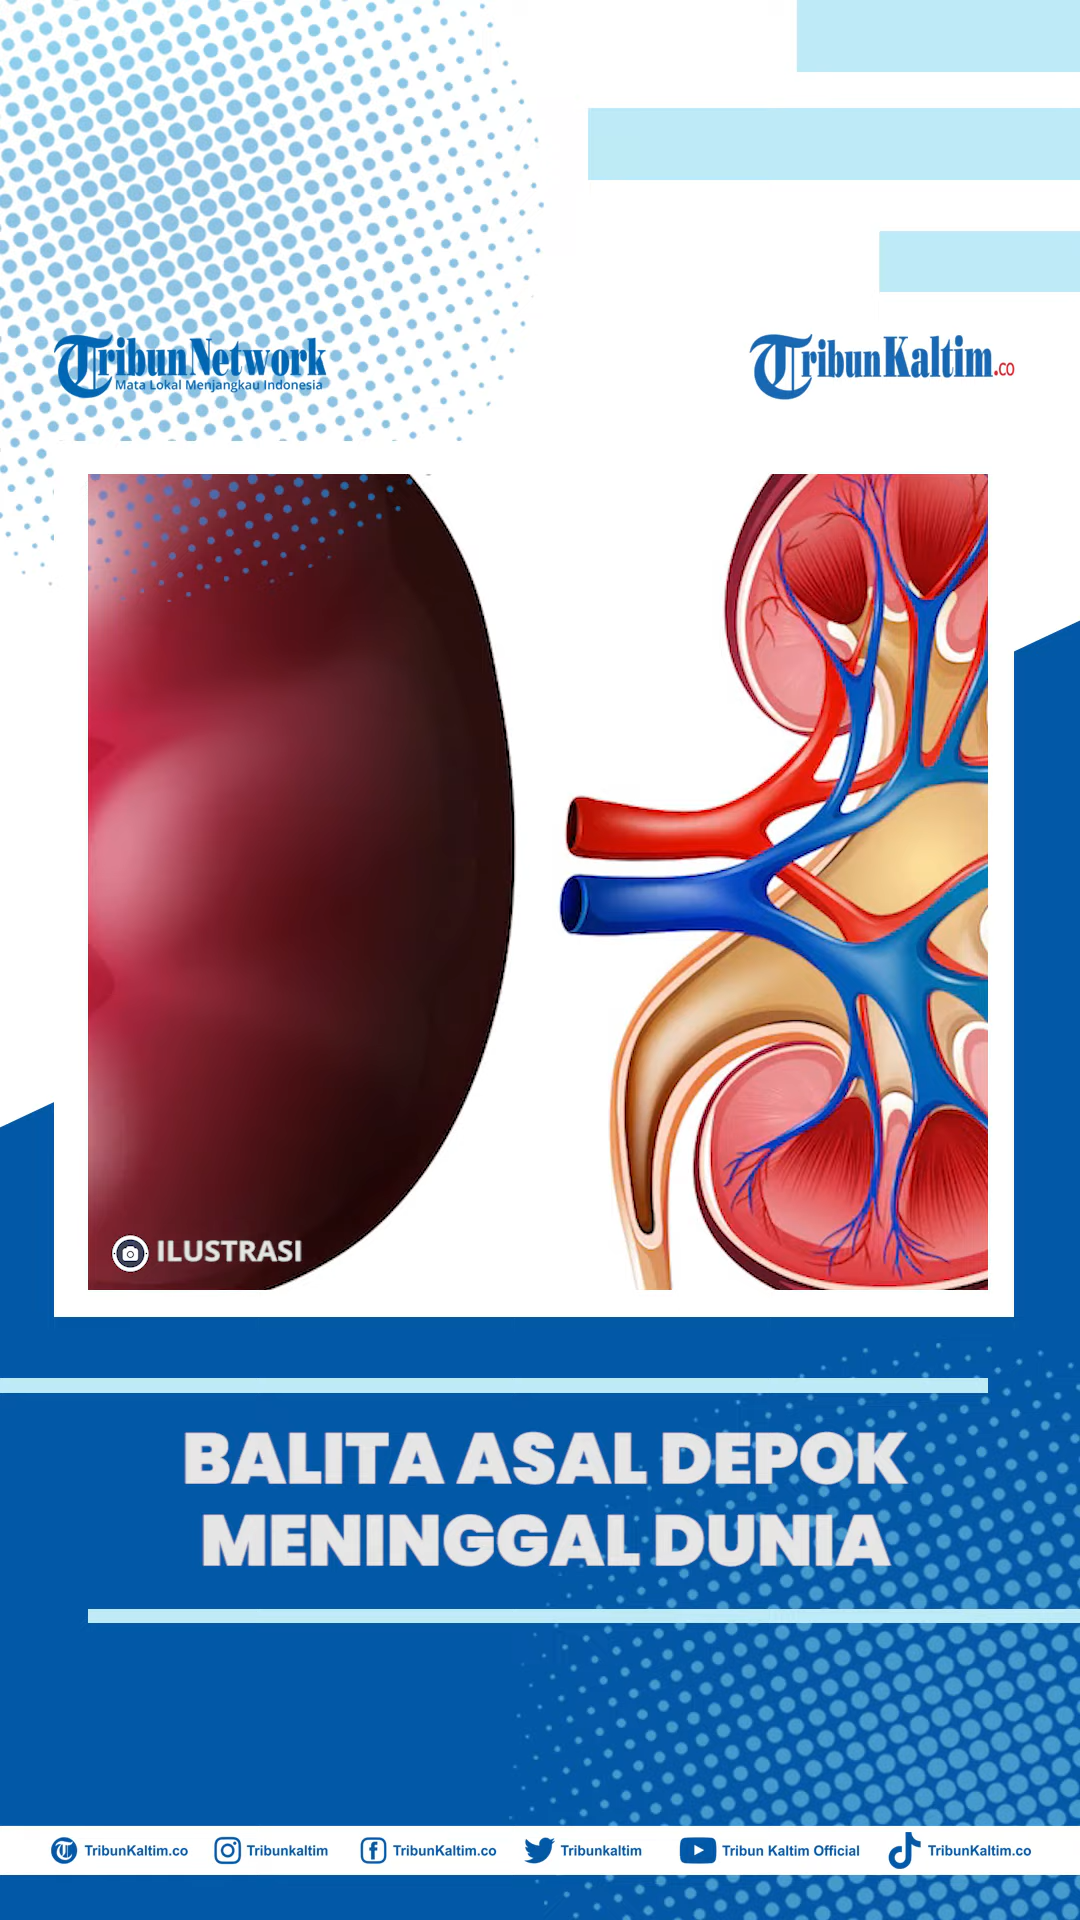 TribunNetwork
Mata Lokal Menjangkau Indonesia
TribunKaltim.co
ILUSTRASI
BALITA ASAL DEPOK
MENINGGAL DUNIA
TribunKaltim.co Tribunkaltim TribunKaltim.co Tribunkaltim Tribun Kaltim Official TribunKaltim.co